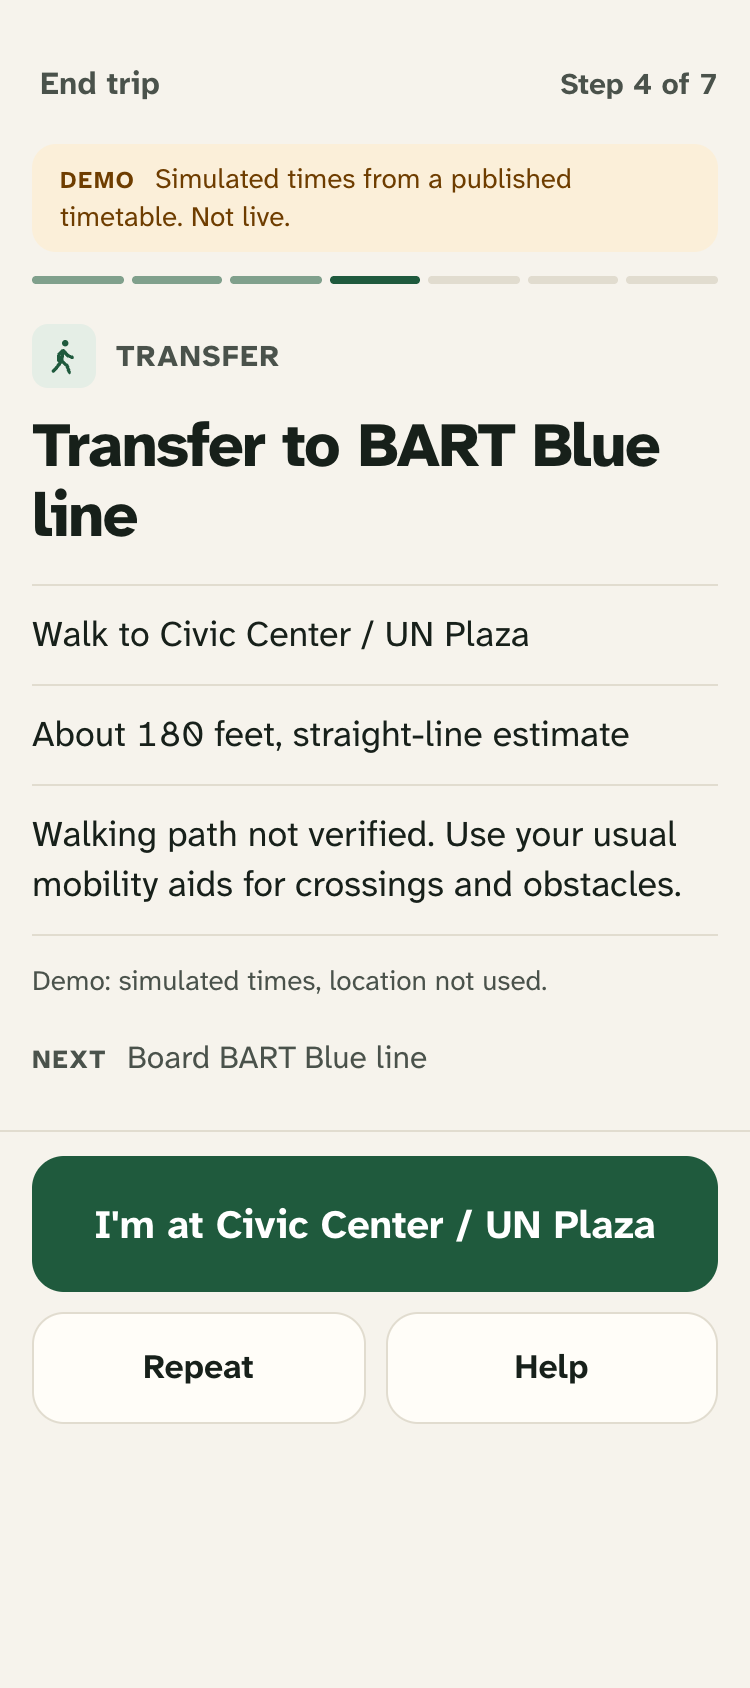 End trip
Step 4 of 7
DEMO Simulated times from a published
timetable. Not live.
TRANSFER
Transfer to BART Blue
line
Walk to Civic Center / UN Plaza
About 180 feet, straight-line estimate
Walking path not verified. Use your usual
mobility aids for crossings and obstacles.
Demo: simulated times, location not used.
NEXT Board BART Blue line
I'm at Civic Center / UN Plaza
Repeat
Help